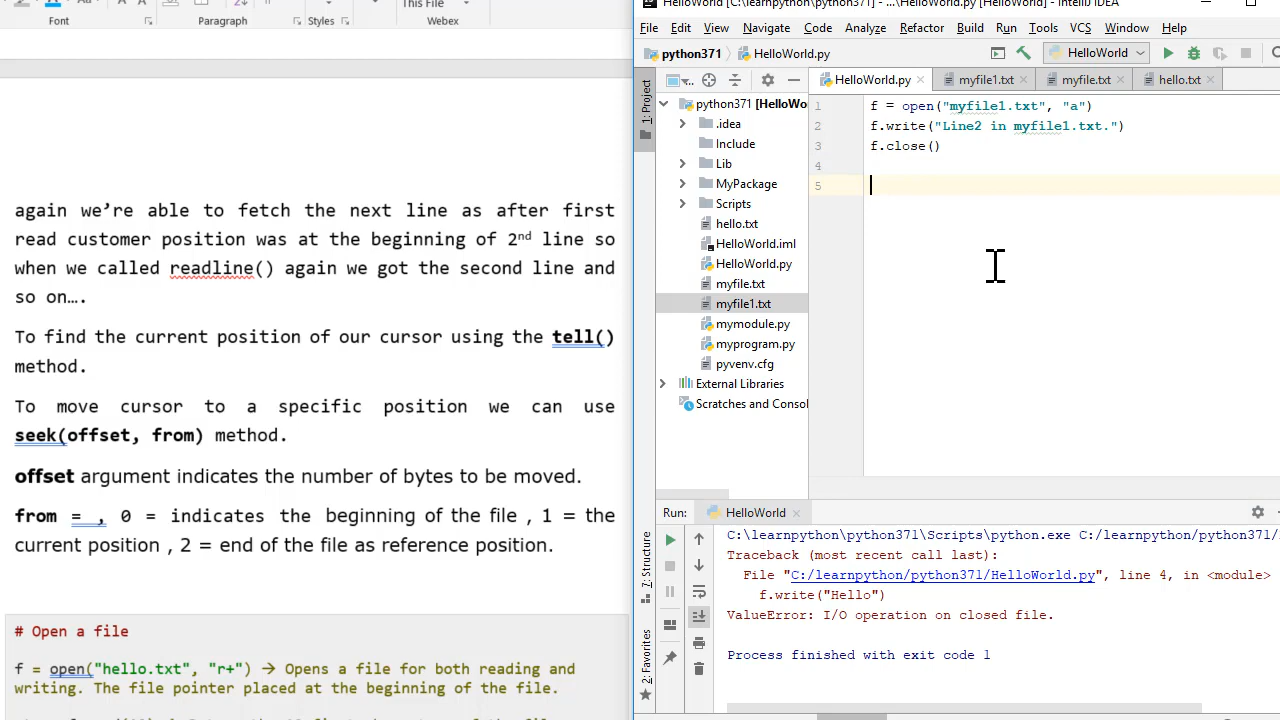 Font
Paragraph
Styles
This File
Webex
again we're able to fetch the next line as after first
read customer position was at the beginning of 2nd line so
when we called readline() again we got the second line and
so on….
To find the current position of our cursor using the tell()
method.
To move cursor to a specific position we can use
seek(offset, from) method.
offset argument indicates the number of bytes to be moved.
from = , 0 = indicates the beginning of the file , 1 = the
current position , 2 = end of the file as reference position.
# Open a file
f = open("hello.txt", "r+") → Opens a file for both reading and
writing. The file pointer placed at the beginning of the file.
HelloWorld [C:\learnpython\python371] - ...\HelloWorld.py [HelloWorld] - IntelliJ IDEA
File Edit View Navigate Code Analyze Refactor Build Run Tools VCS Window Help
python371 HelloWorld.py
HelloWorld
1: Project
HelloWorld.py
myfile1.txt
myfile.txt
hello.txt
python371 [HelloWo
.idea
Include
Lib
MyPackage
Scripts
hello.txt
HelloWorld.iml
HelloWorld.py
myfile.txt
myfile1.txt
mymodule.py
myprogram.py
pyvenv.cfg
External Libraries
Scratches and Consol
1 f = open("myfile1.txt", "a")
2 f.write("Line2 in myfile1.txt.")
3 f.close()
4
5
Run: HelloWorld
7: Structure
2: Favorites
C:\learnpython\python371\Scripts\python.exe C:/learnpython/python371/
Traceback (most recent call last):
File "C:/learnpython/python371/HelloWorld.py", line 4, in <module>
f.write("Hello")
ValueError: I/O operation on closed file.
Process finished with exit code 1